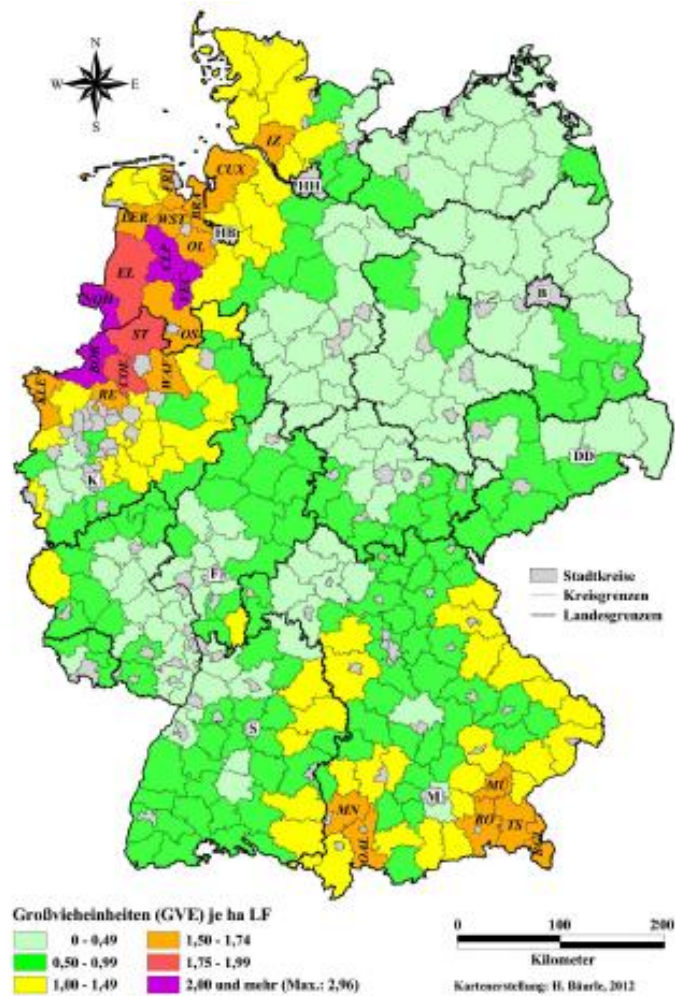 N
W E
S
IZ
CUX
FRI
HH
BRA
LER WST
HB
CLP OL
EL VEC
NOH
B
ST OS
BOR
COE WAF
KLE RE
DD
K
F
Stadtkreise
Kreisgrenzen
Landesgrenzen
S
MÜ
MN M
RO TS
OAL
Großvieheinheiten (GVE) je ha LF
0 - 0,49
1,50 - 1,74
0,50 - 0,99
1,75 - 1,99
1,00 - 1,49
2,00 und mehr (Max.: 2,96)
0 100 200
Kilometer
Kartenerstellung: H. Bäurle, 2012